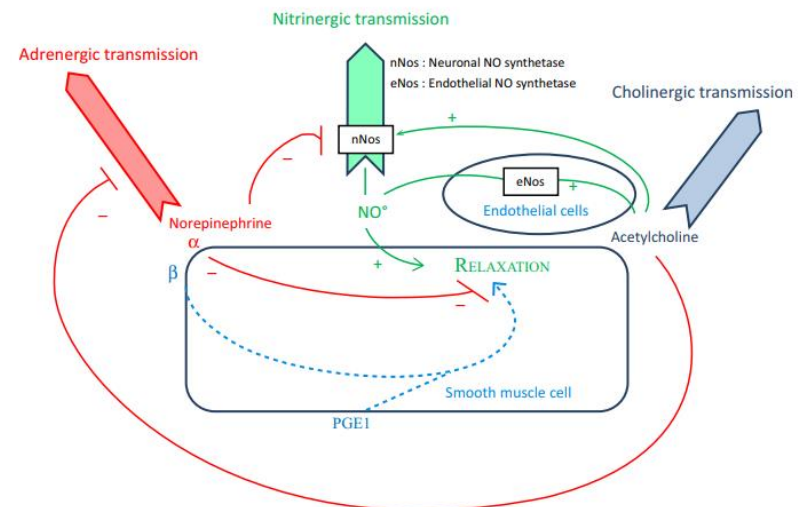 Nitrinergic transmission
Adrenergic transmission
nNos : Neuronal NO synthetase
eNos : Endothelial NO synthetase
Cholinergic transmission
+
nNos
–
eNos
+
–
NO°
Endothelial cells
Norepinephrine
Acetylcholine
α
β
–
+
RELAXATION
–
Smooth muscle cell
PGE1